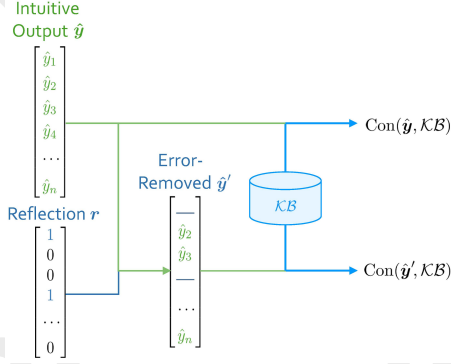 Intuitive
Output ŷ
ŷ₁
ŷ₂
ŷ₃
ŷ₄
...
ŷₙ
Reflection r
1
0
0
1
...
0
Error-
Removed ŷ′
—
ŷ₂
ŷ₃
—
...
ŷₙ
𝒦ℬ
Con(ŷ, 𝒦ℬ)
Con(ŷ′, 𝒦ℬ)